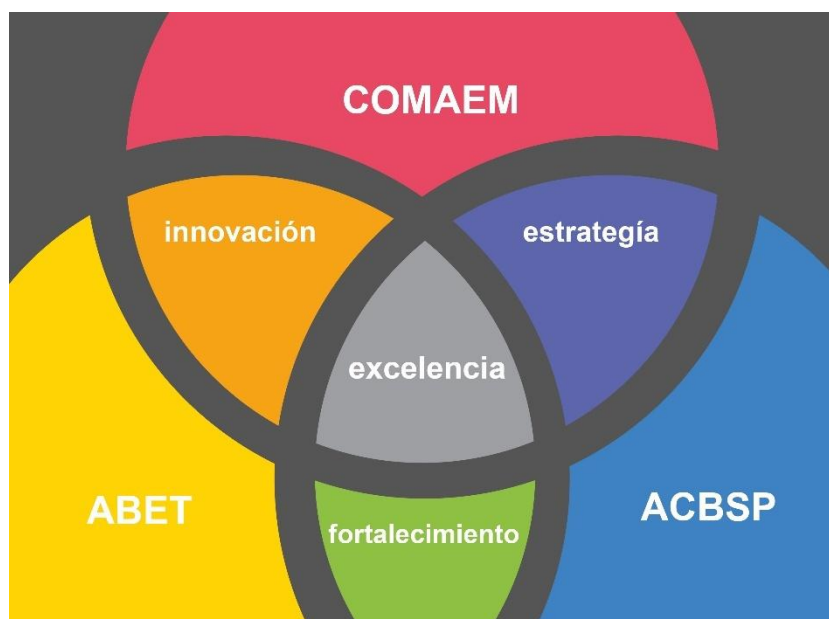 COMAEM
innovación
estrategía
excelencia
ABET
ACBSP
fortalecimiento